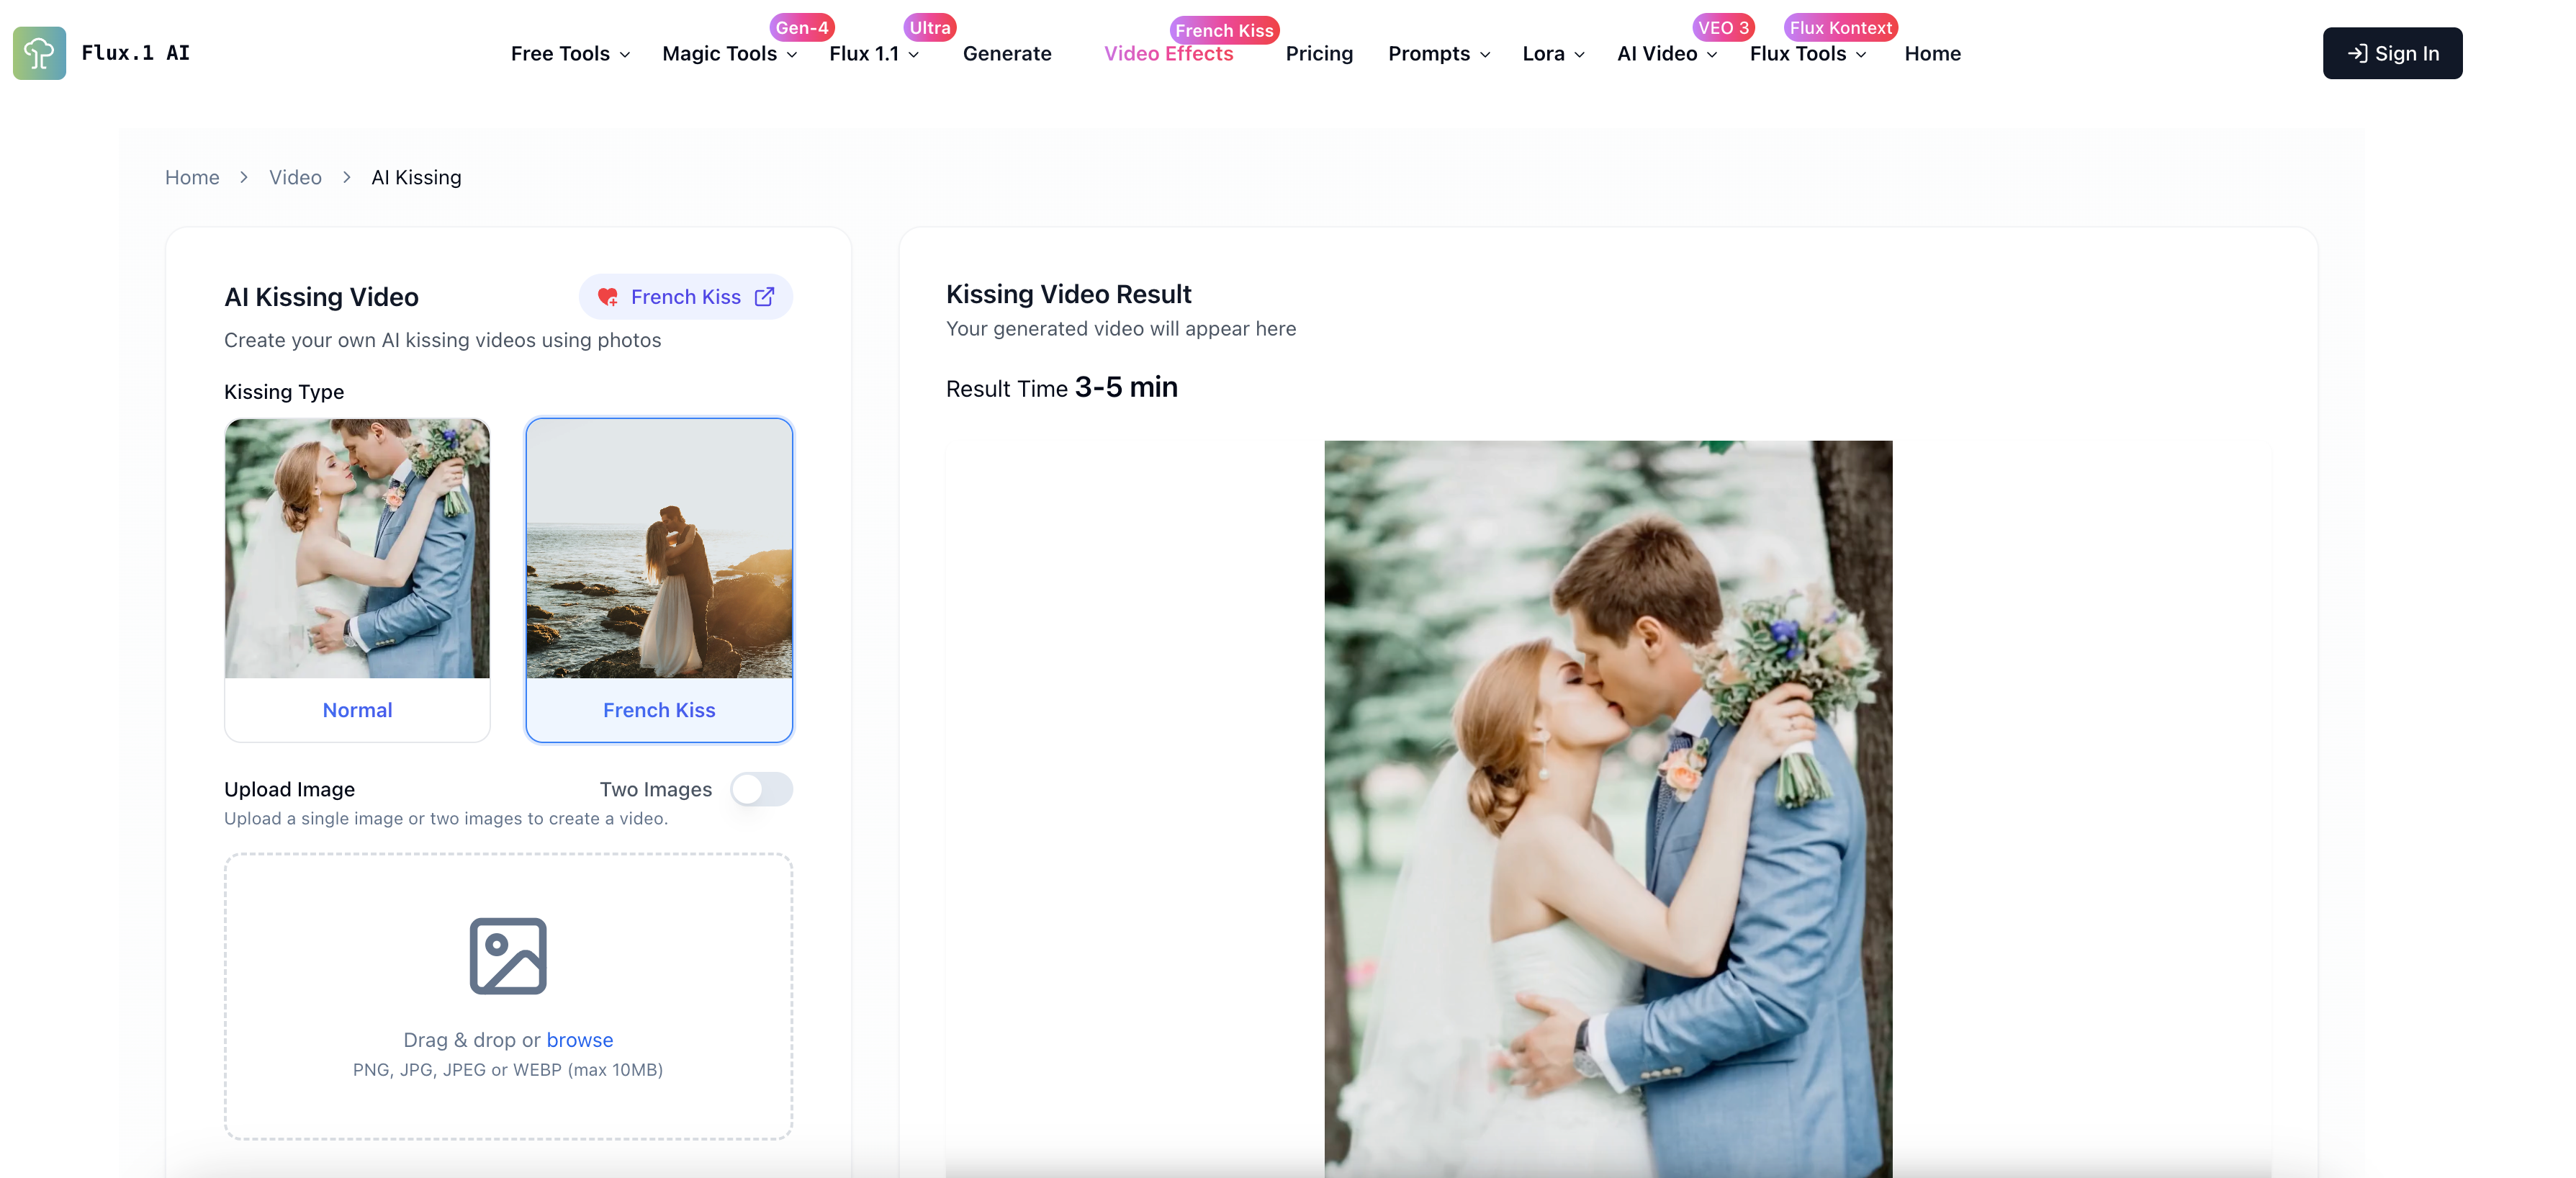 Flux.1 AI
Free Tools
Magic Tools
Gen-4
Flux 1.1
Ultra
Generate
Video Effects
French Kiss
Pricing
Prompts
Lora
AI Video
VEO 3
Flux Tools
Flux Kontext
Home
Sign In
Home
Video
AI Kissing
AI Kissing Video
French Kiss
Create your own AI kissing videos using photos
Kissing Type
Normal
French Kiss
Upload Image
Two Images
Upload a single image or two images to create a video.
Drag & drop or browse
PNG, JPG, JPEG or WEBP (max 10MB)
Kissing Video Result
Your generated video will appear here
Result Time 3-5 min